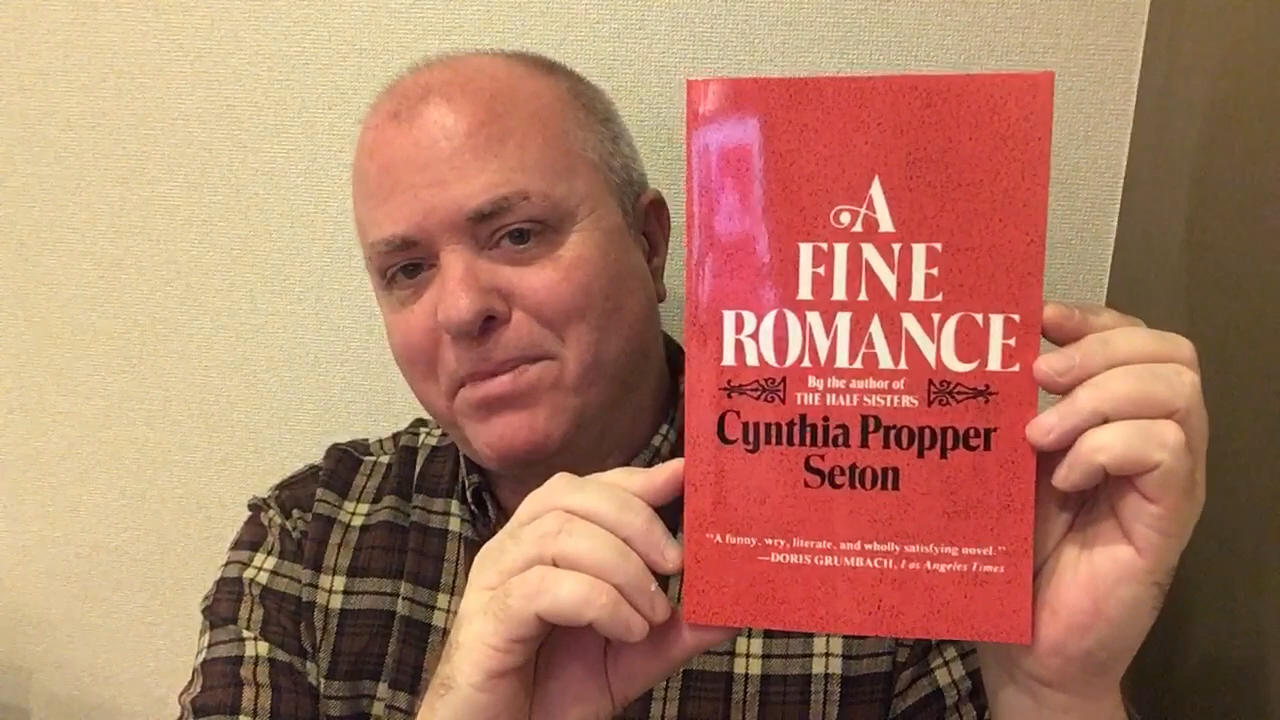 A
FINE
ROMANCE
By the author of
THE HALF SISTERS
Cynthia Propper
Seton
"A funny, wry, literate, and wholly satisfying novel."
—DORIS GRUMBACH, Los Angeles Times